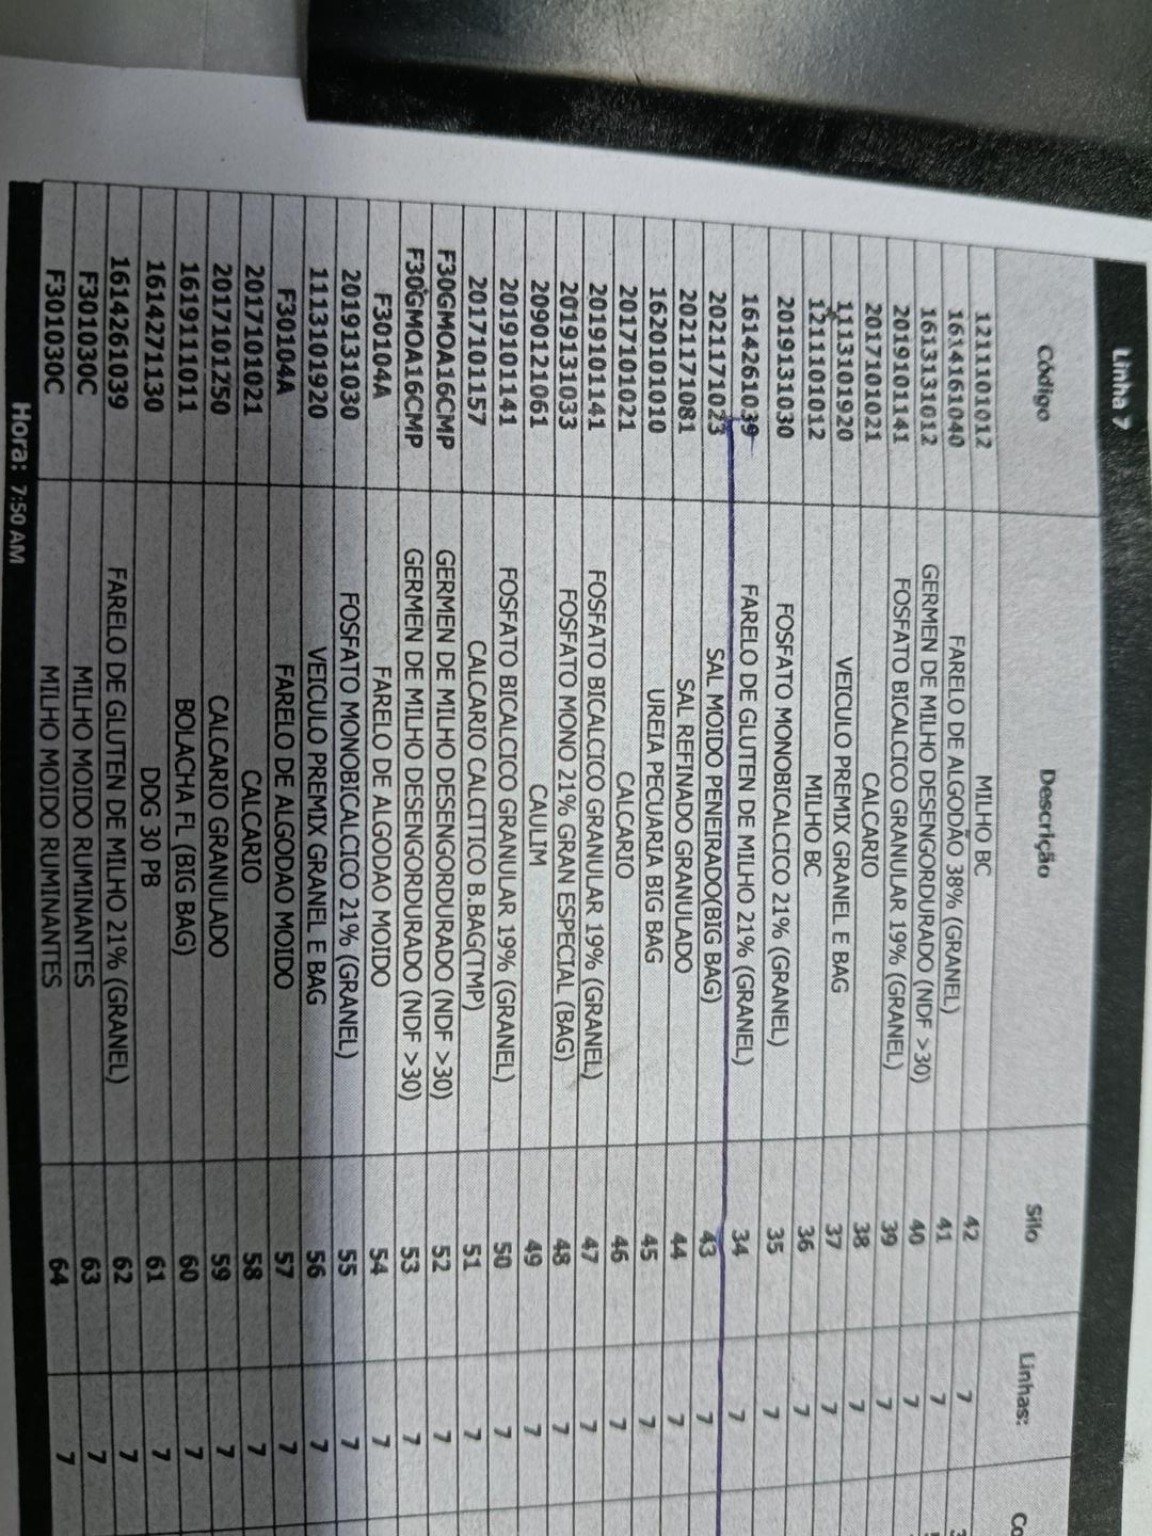 Linha 7
Código Descrição Silo Linhas:
1211101012 MILHO BC 42 7
1614161040 FARELO DE ALGODÃO 38% (GRANEL) 41 7
1613131012 GERMEN DE MILHO DESENGORDURADO (NDF >30) 40 7
2019101141 FOSFATO BICALCICO GRANULAR 19% (GRANEL) 39 7
2017101021 CALCARIO 38 7
1113101920 VEICULO PREMIX GRANEL E BAG 37 7
1211101012 MILHO BC 36 7
2019131030 FOSFATO MONOBICALCICO 21% (GRANEL) 35 7
1614261039 FARELO DE GLUTEN DE MILHO 21% (GRANEL) 34 7
2021171023 SAL MOIDO PENEIRADO(BIG BAG) 43 7
2021171081 SAL REFINADO GRANULADO 44 7
1620101010 UREIA PECUARIA BIG BAG 45 7
2017101021 CALCARIO 46 7
2019101141 FOSFATO BICALCICO GRANULAR 19% (GRANEL) 47 7
2019131033 FOSFATO MONO 21% GRAN ESPECIAL (BAG) 48 7
2090121061 CAULIM 49 7
2019101141 FOSFATO BICALCICO GRANULAR 19% (GRANEL) 50 7
2017101157 CALCARIO CALCITICO B.BAG(TMP) 51 7
F30GMOA16CMP GERMEN DE MILHO DESENGORDURADO (NDF >30) 52 7
F30GMOA16CMP GERMEN DE MILHO DESENGORDURADO (NDF >30) 53 7
F30104A FARELO DE ALGODAO MOIDO 54 7
2019131030 FOSFATO MONOBICALCICO 21% (GRANEL) 55 7
1113101920 VEICULO PREMIX GRANEL E BAG 56 7
F30104A FARELO DE ALGODAO MOIDO 57 7
2017101021 CALCARIO 58 7
2017101250 CALCARIO GRANULADO 59 7
1619111011 BOLACHA FL (BIG BAG) 60 7
1614271130 DDG 30 PB 61 7
1614261039 FARELO DE GLUTEN DE MILHO 21% (GRANEL) 62 7
F301030C MILHO MOIDO RUMINANTES 63 7
F301030C MILHO MOIDO RUMINANTES 64 7
Hora: 7:50 AM